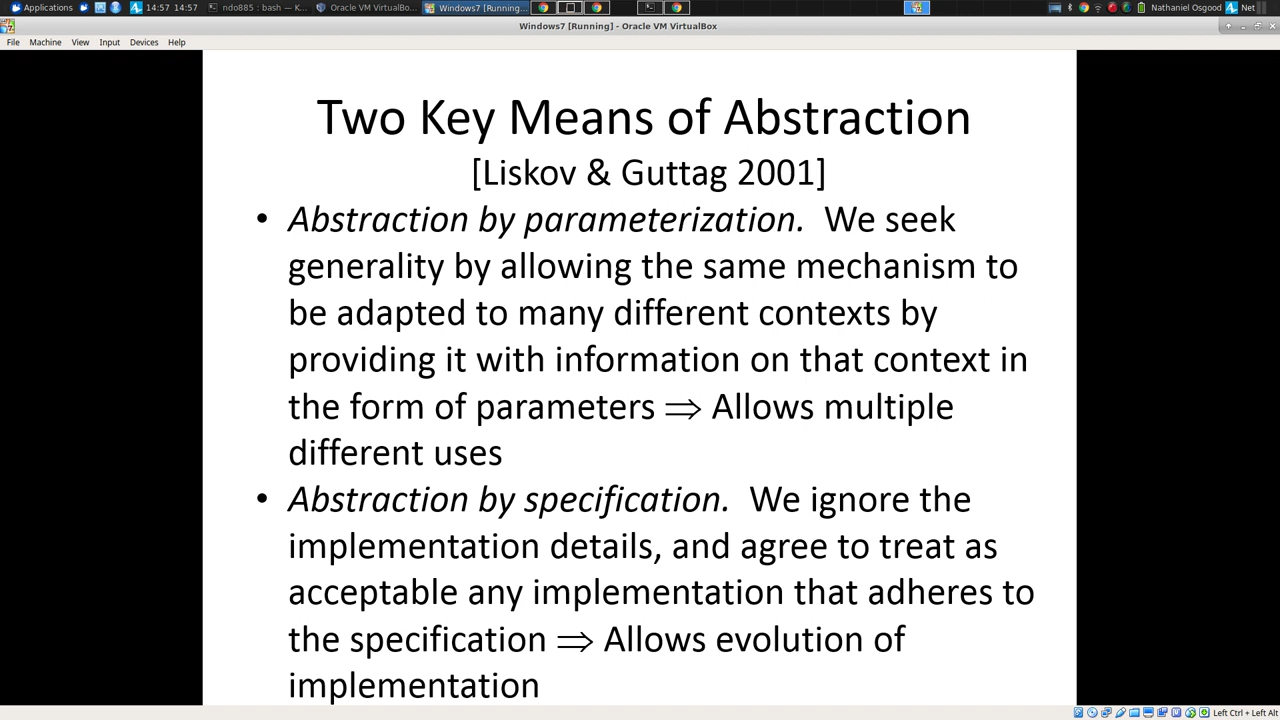 Applications
14:57 14:57
ndo885 : bash — K...
Oracle VM VirtualBo...
Windows7 [Running...
Nathaniel Osgood
Net
Windows7 [Running] - Oracle VM VirtualBox
File Machine View Input Devices Help
Two Key Means of Abstraction
[Liskov & Guttag 2001]
• Abstraction by parameterization. We seek
generality by allowing the same mechanism to
be adapted to many different contexts by
providing it with information on that context in
the form of parameters ⇒ Allows multiple
different uses
• Abstraction by specification. We ignore the
implementation details, and agree to treat as
acceptable any implementation that adheres to
the specification ⇒ Allows evolution of
implementation
Left Ctrl + Left Alt